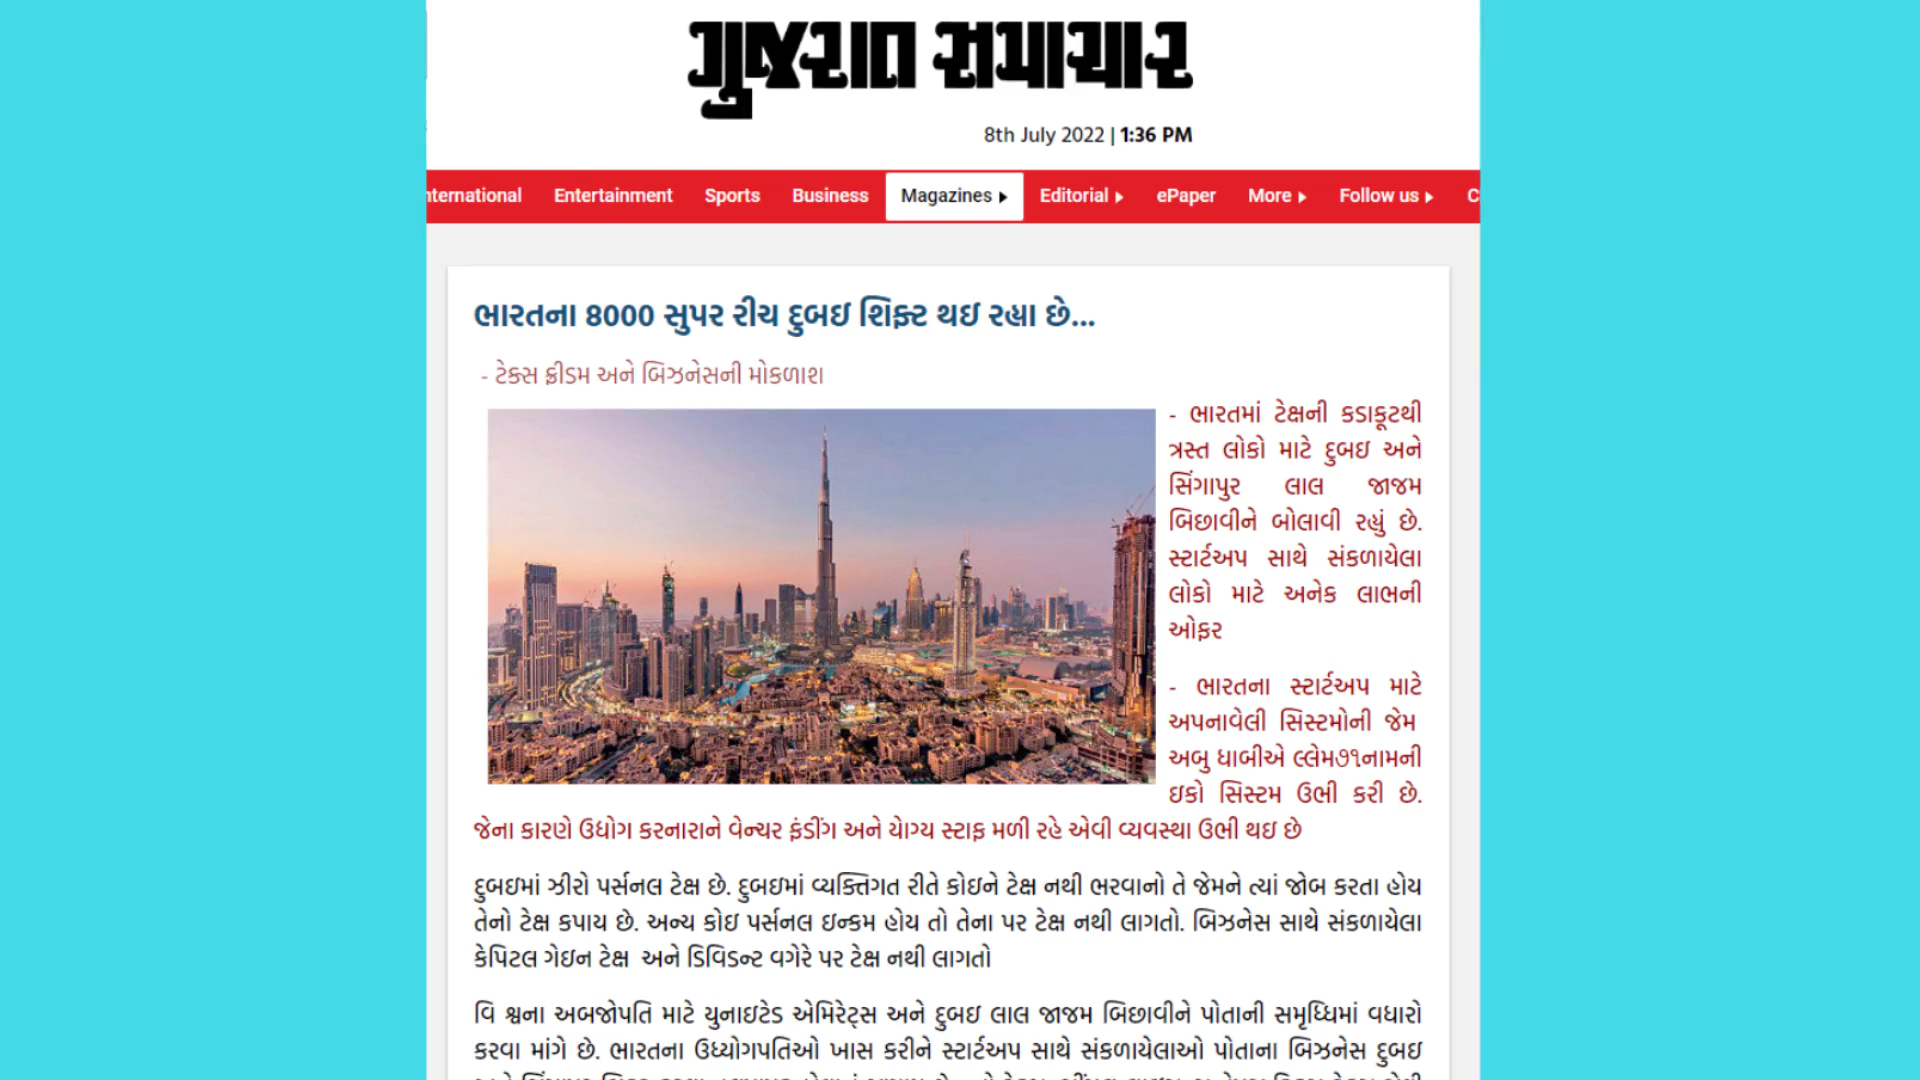 ગુજરાત સમાચાર
8th July 2022 | 1:36 PM
nternational Entertainment Sports Business Magazines Editorial ePaper More Follow us C
ભારતના 8000 સુપર રીચ દુબઇ શિફ્ટ થઇ રહ્યા છે...
- ટેક્સ ફ્રીડમ અને બિઝનેસની મોકળાશ
- ભારતમાં ટેક્ષની કડાકૂટથી
ત્રસ્ત લોકો માટે દુબઇ અને
સિંગાપુર લાલ જાજમ
બિછાવીને બોલાવી રહ્યું છે.
સ્ટાર્ટઅપ સાથે સંકળાયેલા
લોકો માટે અનેક લાભની
ઓફર
- ભારતના સ્ટાર્ટઅપ માટે
અપનાવેલી સિસ્ટમોની જેમ
અબુ ધાબીએ લ્લેમ૭૧નામની
ઇકો સિસ્ટમ ઉભી કરી છે.
જેના કારણે ઉદ્યોગ કરનારાને વેન્ચર ફંડીંગ અને યોગ્ય સ્ટાફ મળી રહે એવી વ્યવસ્થા ઉભી થઇ છે
દુબઇમાં ઝીરો પર્સનલ ટેક્ષ છે. દુબઇમાં વ્યક્તિગત રીતે કોઇને ટેક્ષ નથી ભરવાનો તે જેમને ત્યાં જોબ કરતા હોય
તેનો ટેક્ષ કપાય છે. અન્ય કોઇ પર્સનલ ઇન્કમ હોય તો તેના પર ટેક્ષ નથી લાગતો. બિઝનેસ સાથે સંકળાયેલા
કેપિટલ ગેઇન ટેક્ષ અને ડિવિડન્ટ વગેરે પર ટેક્ષ નથી લાગતો
વિ શ્વના અબજોપતિ માટે યુનાઇટેડ એમિરેટ્સ અને દુબઇ લાલ જાજમ બિછાવીને પોતાની સમૃધ્ધિમાં વધારો
કરવા માંગે છે. ભારતના ઉધ્યોગપતિઓ ખાસ કરીને સ્ટાર્ટઅપ સાથે સંકળાયેલાઓ પોતાના બિઝનેસ દુબઇ